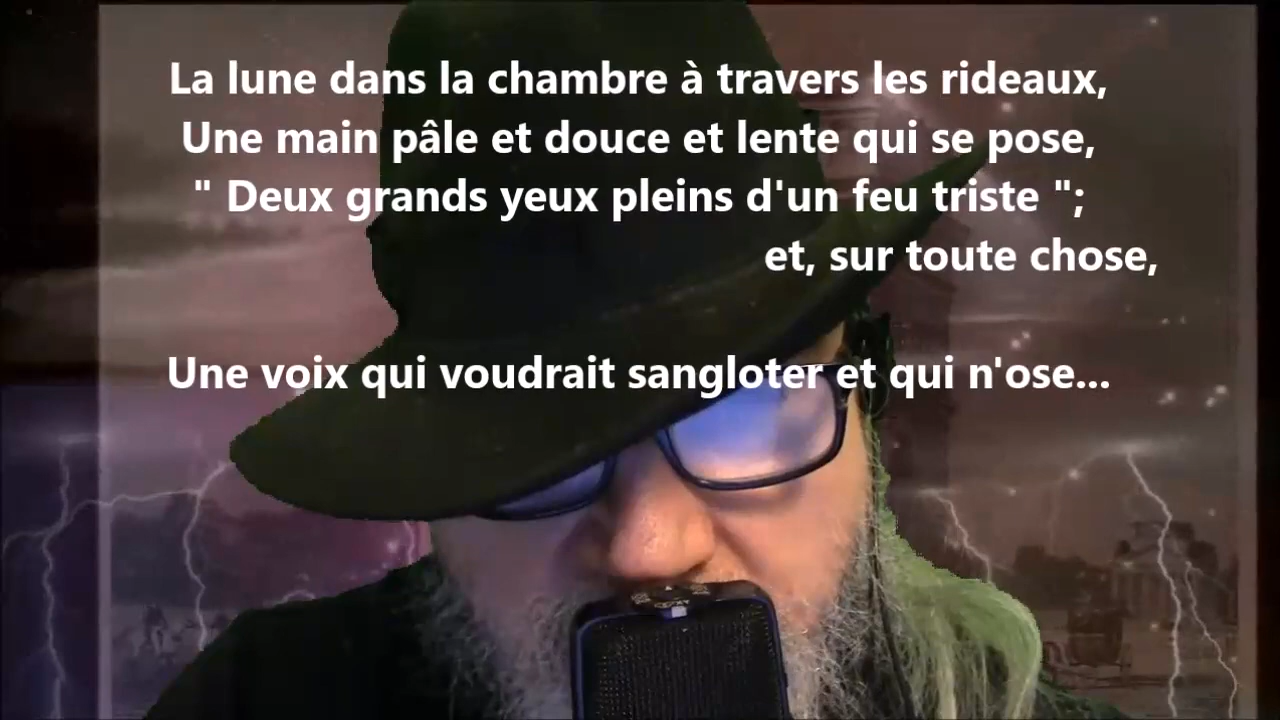 La lune dans la chambre à travers les rideaux,
Une main pâle et douce et lente qui se pose,
" Deux grands yeux pleins d'un feu triste ";
et, sur toute chose,
Une voix qui voudrait sangloter et qui n'ose...